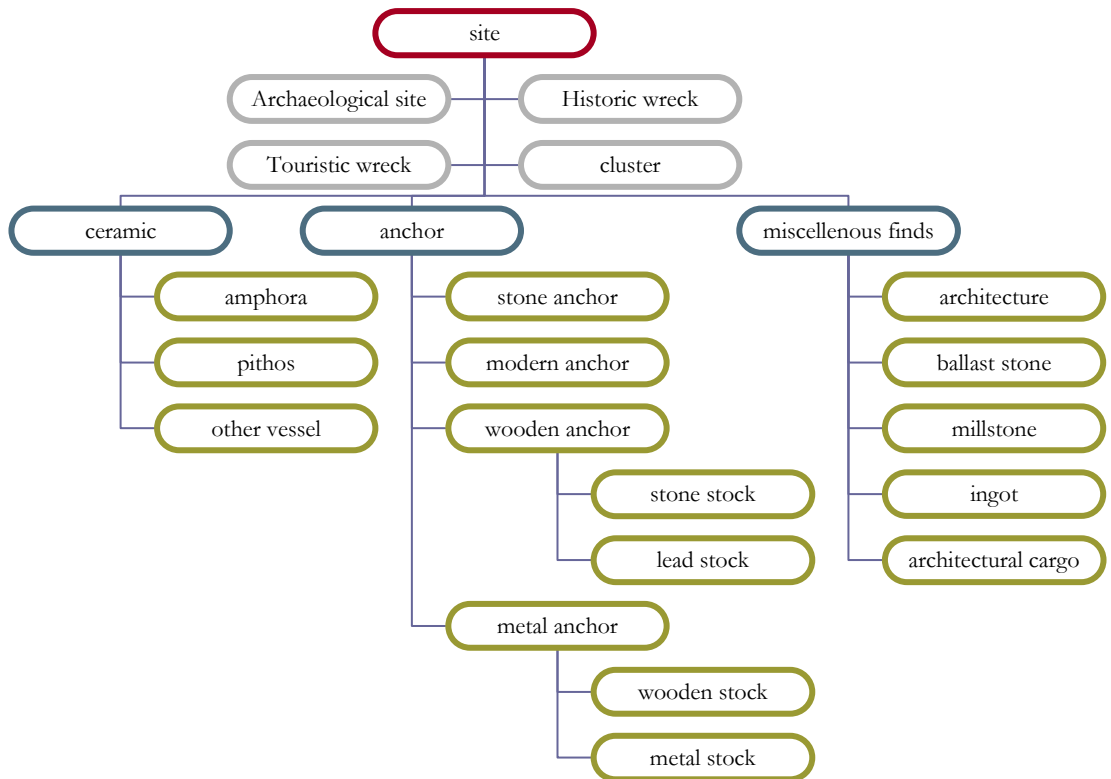 site
Archaeological site
Historic wreck
Touristic wreck
cluster
ceramic
anchor
miscellenous finds
amphora
stone anchor
architecture
pithos
modern anchor
ballast stone
other vessel
wooden anchor
millstone
stone stock
ingot
lead stock
architectural cargo
metal anchor
wooden stock
metal stock